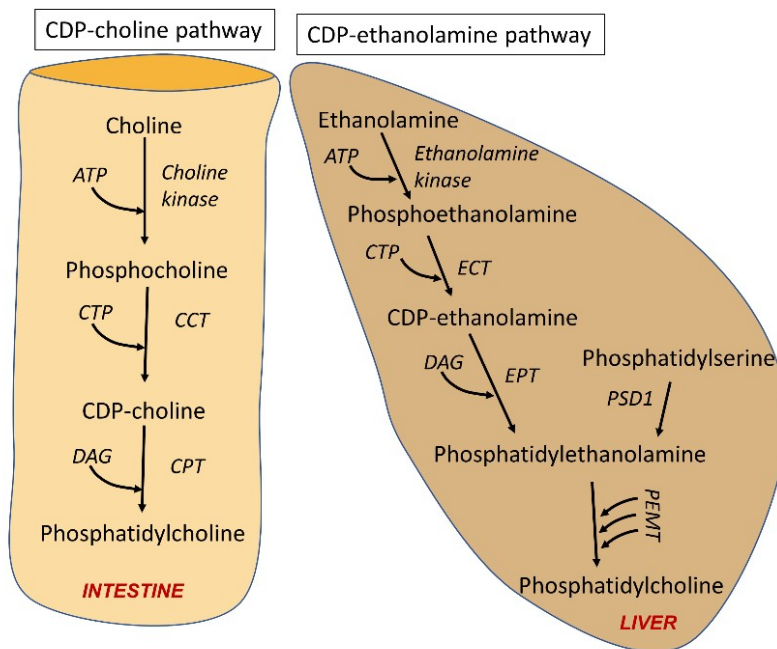 CDP-choline pathway
Choline
ATP
Choline
kinase
Phosphocholine
CTP
CCT
CDP-choline
DAG
CPT
Phosphatidylcholine
INTESTINE
CDP-ethanolamine pathway
Ethanolamine
ATP
Ethanolamine
kinase
Phosphoethanolamine
CTP
ECT
CDP-ethanolamine
DAG
EPT
Phosphatidylserine
PSD1
Phosphatidylethanolamine
PEMT
Phosphatidylcholine
LIVER